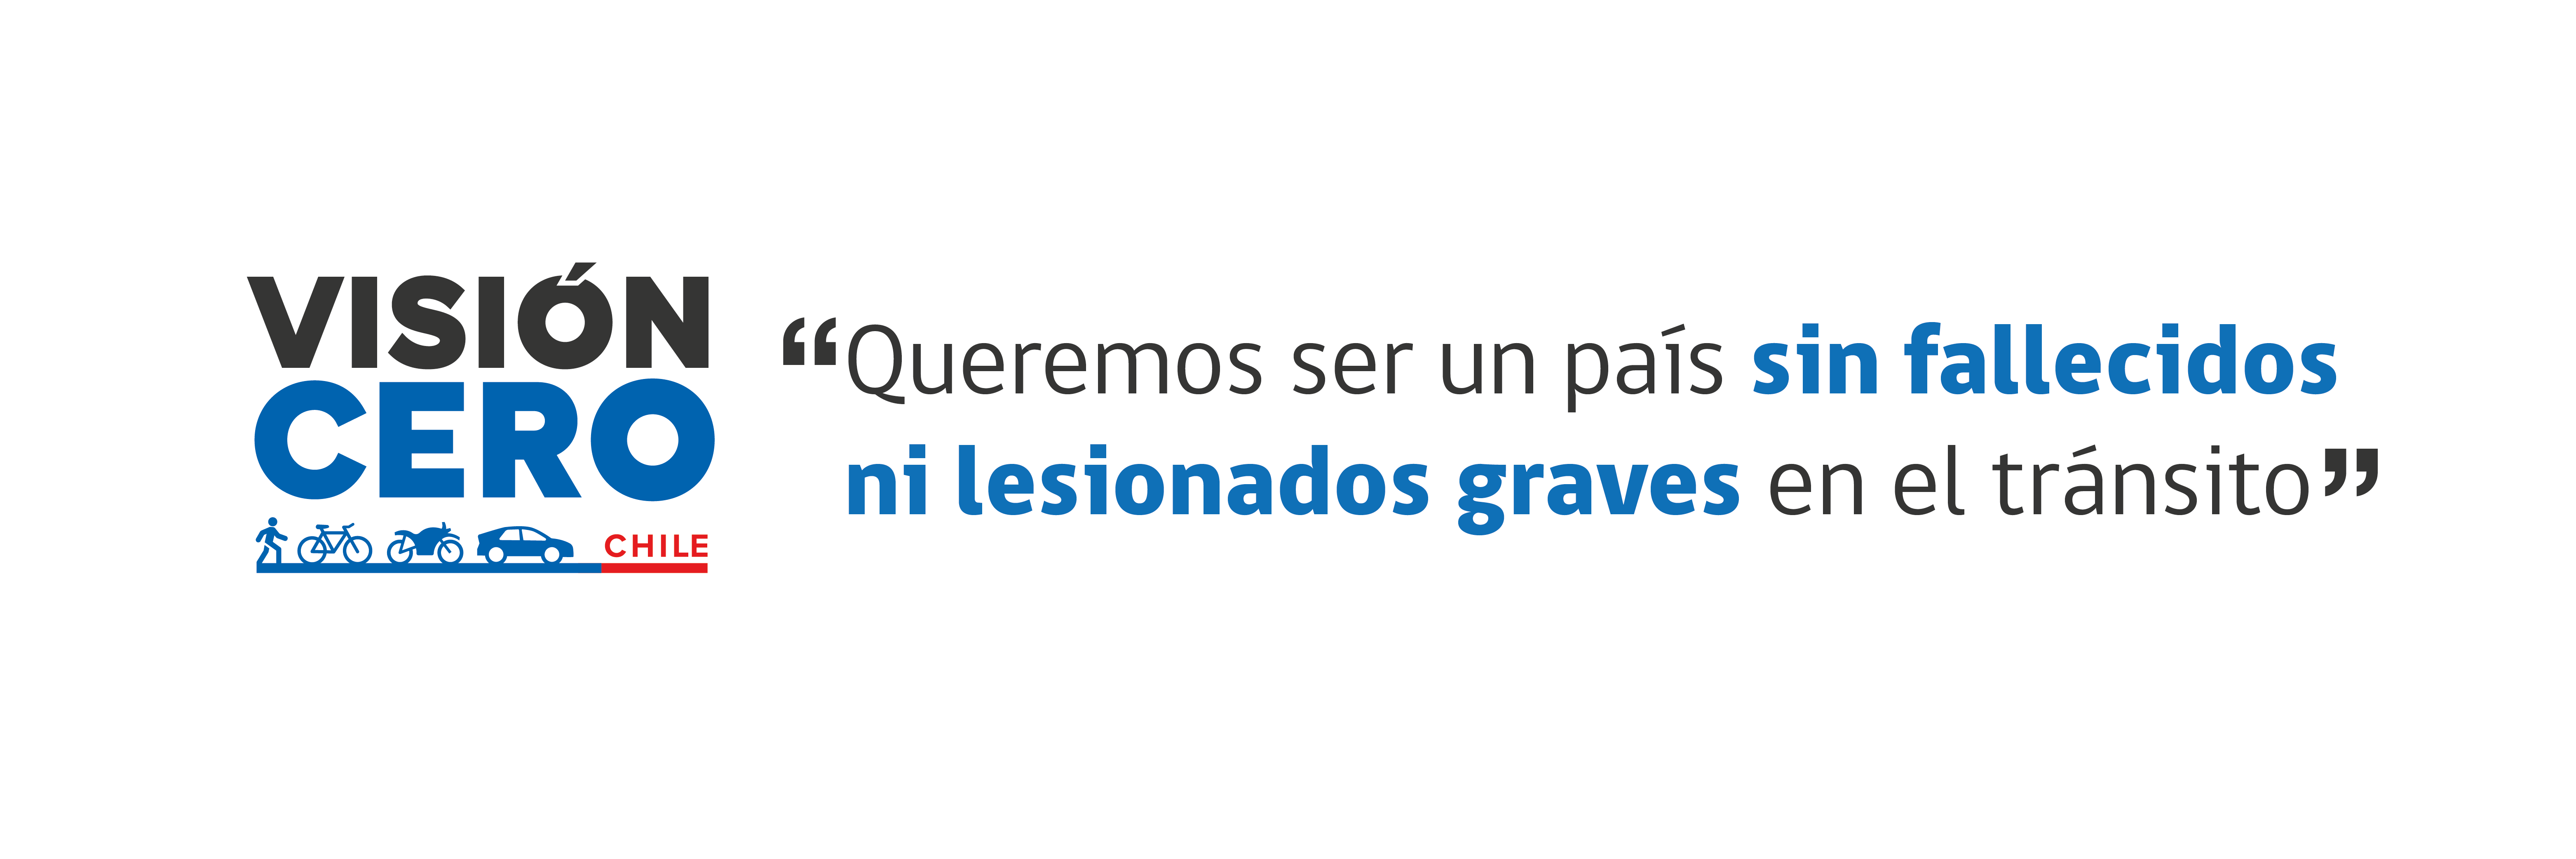 VISIÓN
CERO
CHILE
“Queremos ser un país sin fallecidos
ni lesionados graves en el tránsito”